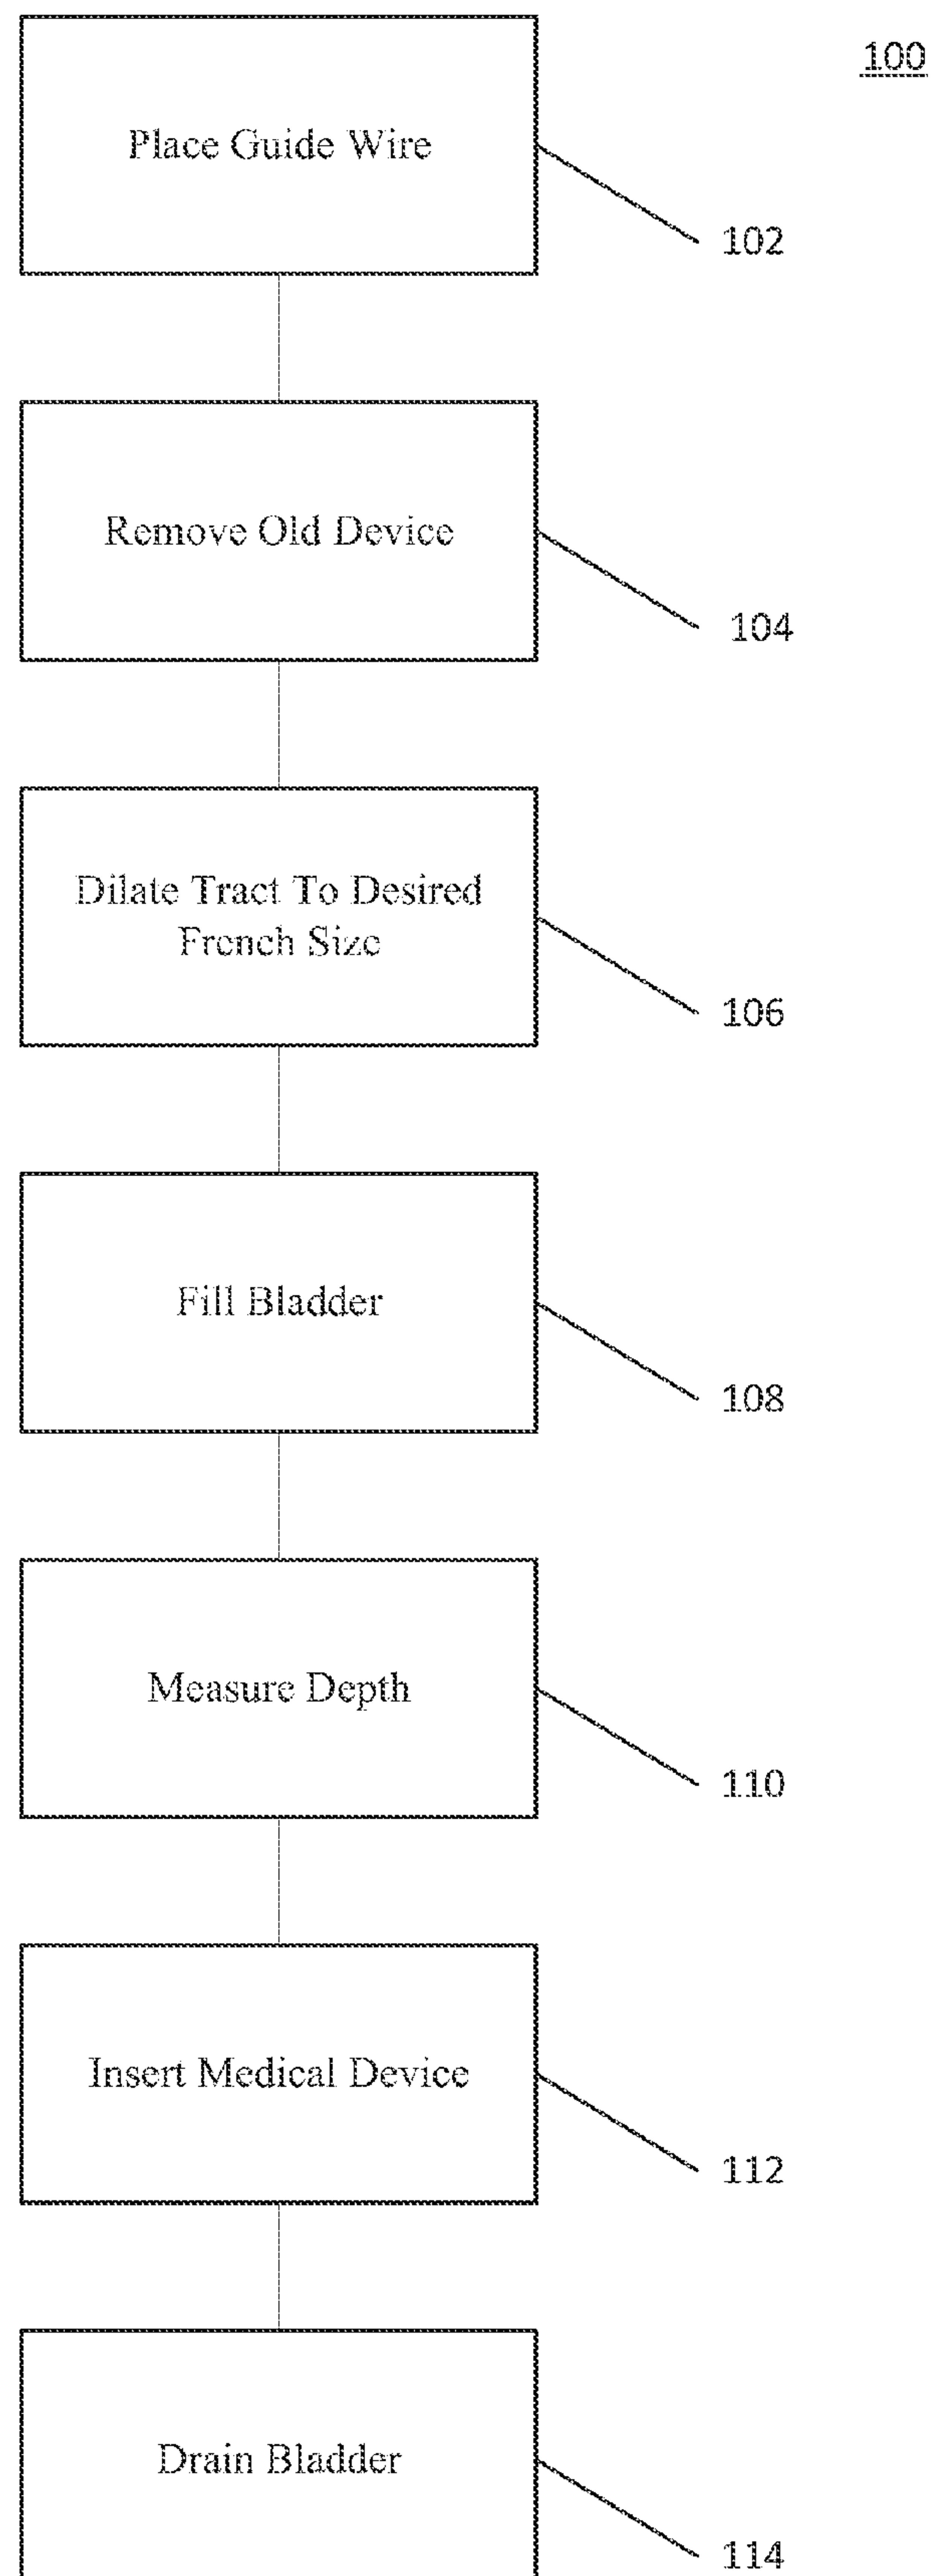 100
Place Guide Wire
102
Remove Old Device
104
Dilate Tract To Desired
French Size
106
Fill Bladder
108
Measure Depth
110
Insert Medical Device
112
Drain Bladder
114